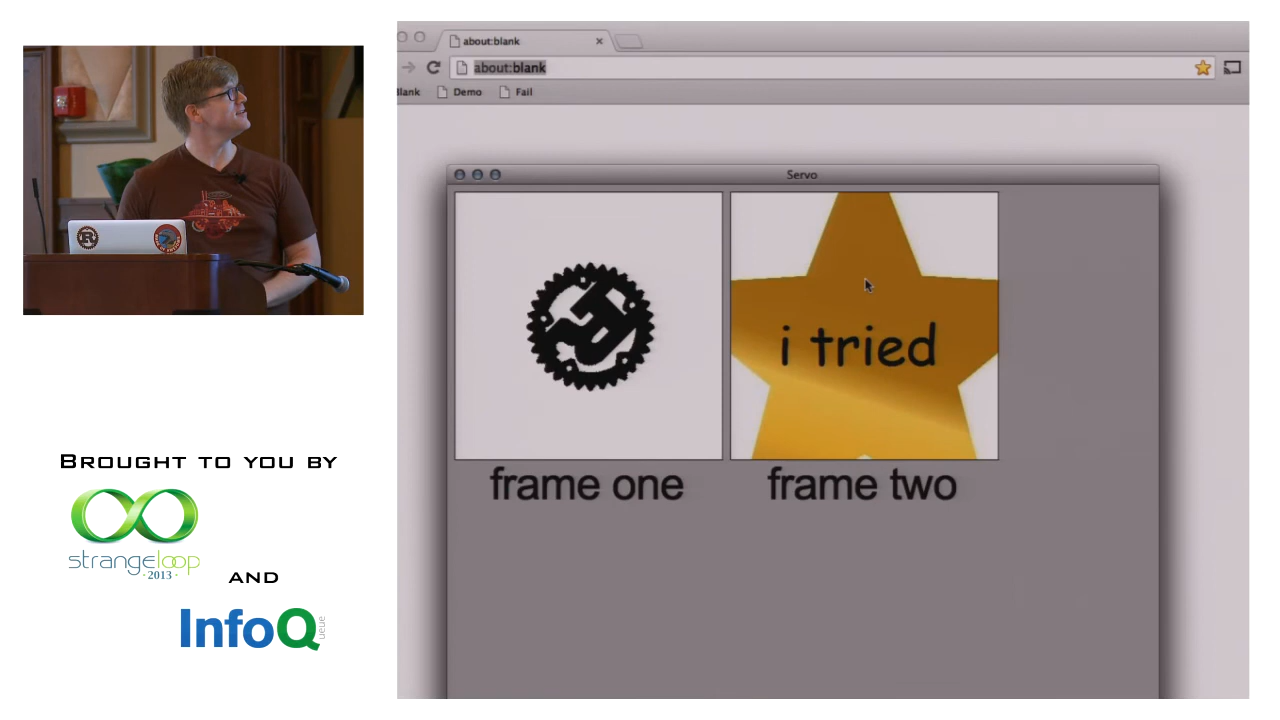 about:blank
about:blank
Blank Demo Fail
Servo
R
i tried
frame one frame two
R
BROUGHT TO YOU BY
strangeloop
·2013·
AND
InfoQ